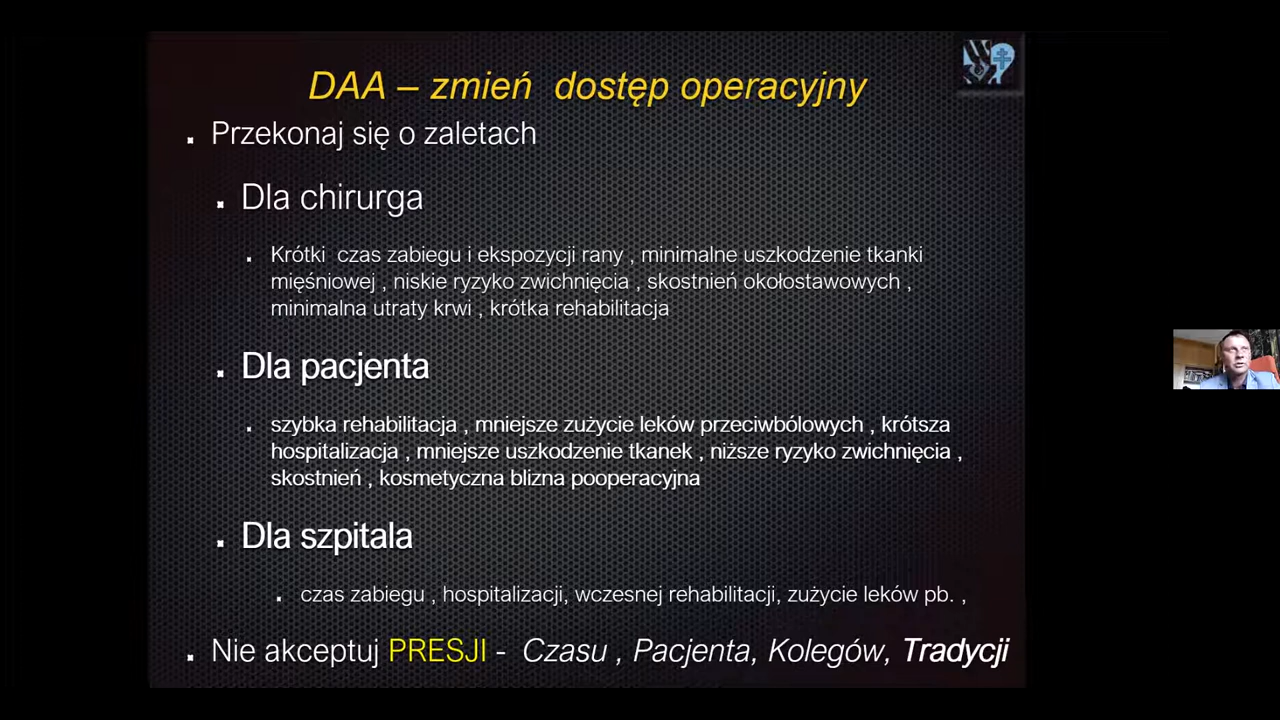 DAA – zmień dostęp operacyjny
Przekonaj się o zaletach
Dla chirurga
Krótki czas zabiegu i ekspozycji rany , minimalne uszkodzenie tkanki
mięśniowej , niskie ryzyko zwichnięcia , skostnień okołostawowych ,
minimalna utraty krwi , krótka rehabilitacja
Dla pacjenta
szybka rehabilitacja , mniejsze zużycie leków przeciwbólowych , krótsza
hospitalizacja , mniejsze uszkodzenie tkanek , niższe ryzyko zwichnięcia ,
skostnień , kosmetyczna blizna pooperacyjna
Dla szpitala
czas zabiegu , hospitalizacji, wczesnej rehabilitacji, zużycie leków pb. ,
Nie akceptuj PRESJI - Czasu , Pacjenta, Kolegów, Tradycji